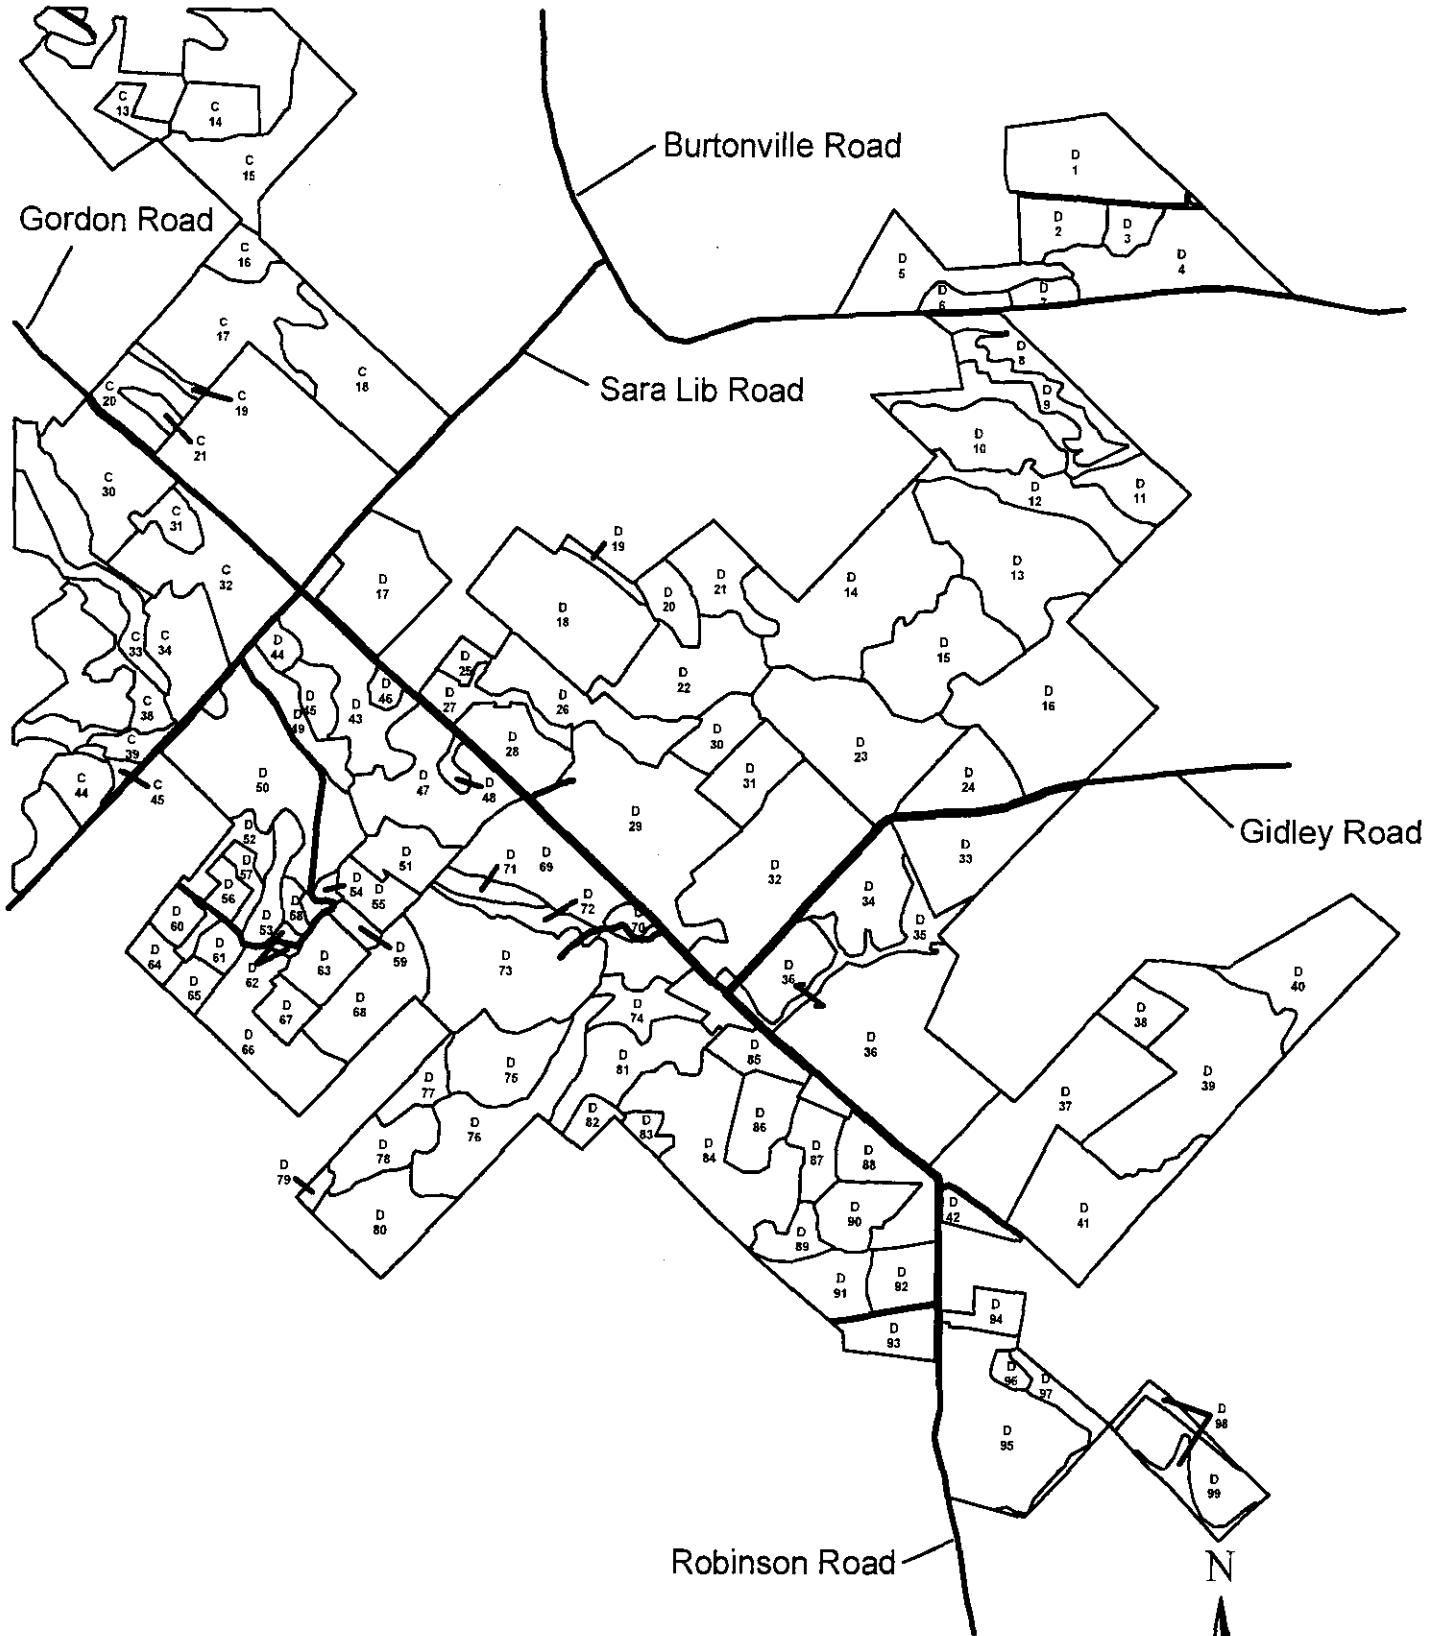 C
13
C
14
C
15
Burtonville Road
D
1
Gordon Road
D
2
D
3
D
4
D
5
D
6
D
7
C
16
C
17
C
18
C
19
C
20
C
21
Sara Lib Road
D
8
D
9
D
10
D
11
D
12
D
13
D
14
D
15
D
16
C
30
C
31
C
32
C
33
C
34
C
38
C
39
C
44
C
45
D
17
D
18
D
19
D
20
D
21
D
22
D
23
D
24
D
25
D
26
D
27
D
28
D
29
D
30
D
31
D
32
Gidley Road
D
33
D
34
D
35
D
36
D
36
D
37
D
38
D
39
D
40
D
41
D
42
D
43
D
44
D
45
D
46
D
47
D
48
D
49
D
50
D
51
D
52
D
53
D
54
D
55
D
56
D
57
D
58
D
59
D
60
D
61
D
62
D
63
D
64
D
65
D
66
D
67
D
68
D
69
D
70
D
71
D
72
D
73
D
74
D
75
D
76
D
77
D
78
D
79
D
80
D
81
D
82
D
83
D
84
D
85
D
86
D
87
D
88
D
89
D
90
D
91
D
92
D
93
D
94
D
95
D
96
D
97
D
98
D
99
Robinson Road
N